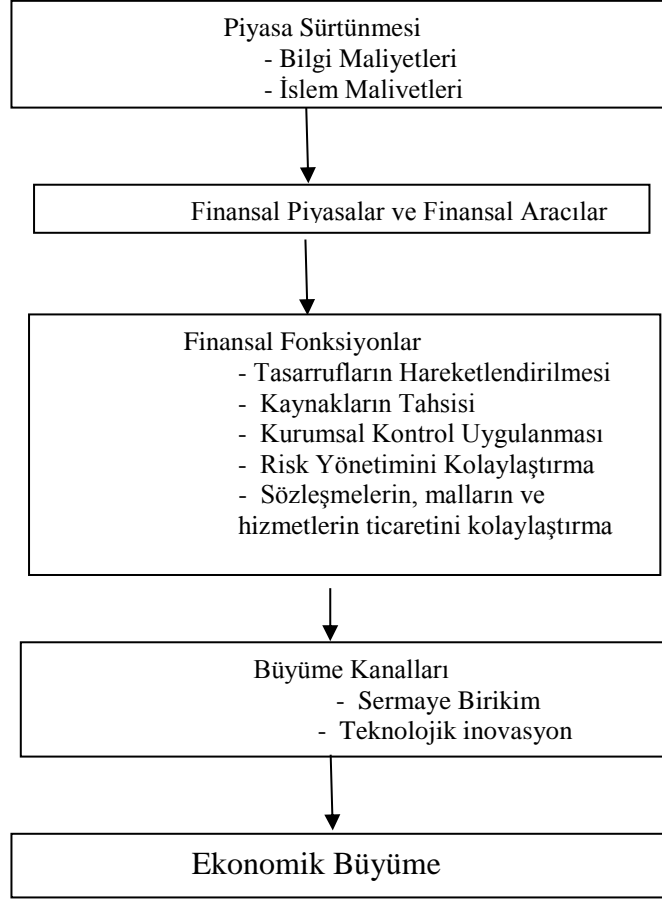 Piyasa Sürtünmesi
- Bilgi Maliyetleri
- İslem Malivetleri
Finansal Piyasalar ve Finansal Aracılar
Finansal Fonksiyonlar
- Tasarrufların Hareketlendirilmesi
- Kaynakların Tahsisi
- Kurumsal Kontrol Uygulanması
- Risk Yönetimini Kolaylaştırma
- Sözleşmelerin, malların ve
hizmetlerin ticaretini kolaylaştırma
Büyüme Kanalları
- Sermaye Birikim
- Teknolojik inovasyon
Ekonomik Büyüme